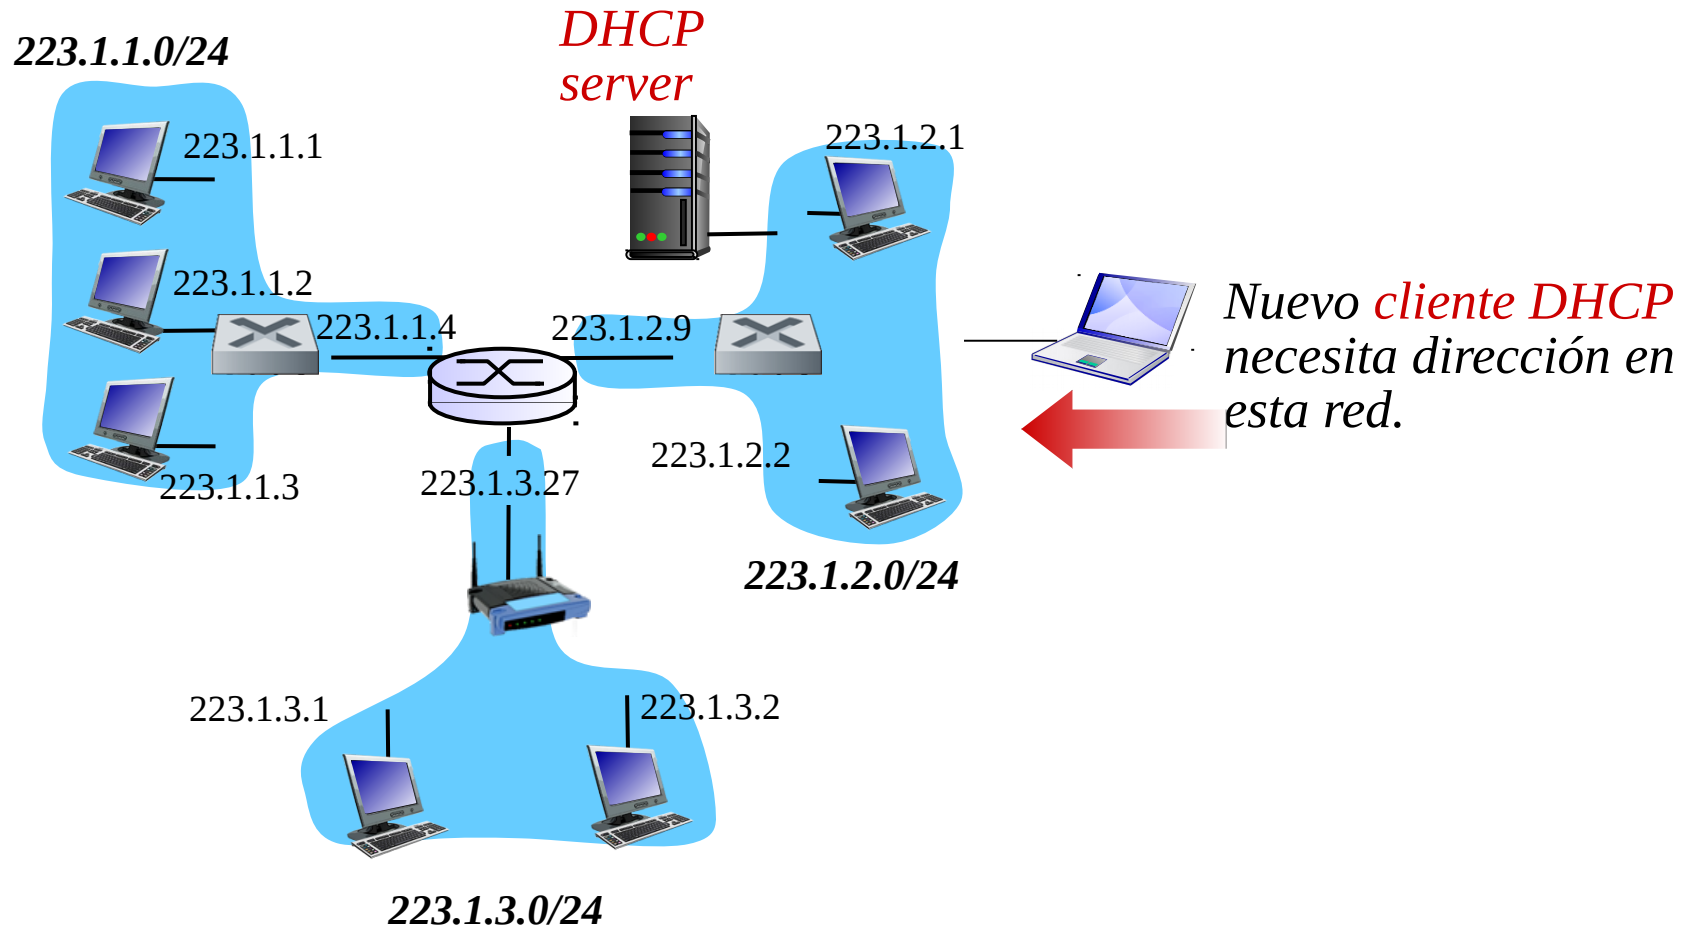 DHCP
server
223.1.1.0/24
223.1.1.1
223.1.2.1
223.1.1.2
223.1.1.4
223.1.2.9
Nuevo cliente DHCP
necesita dirección en
esta red.
223.1.2.2
223.1.1.3
223.1.3.27
223.1.2.0/24
223.1.3.1
223.1.3.2
223.1.3.0/24